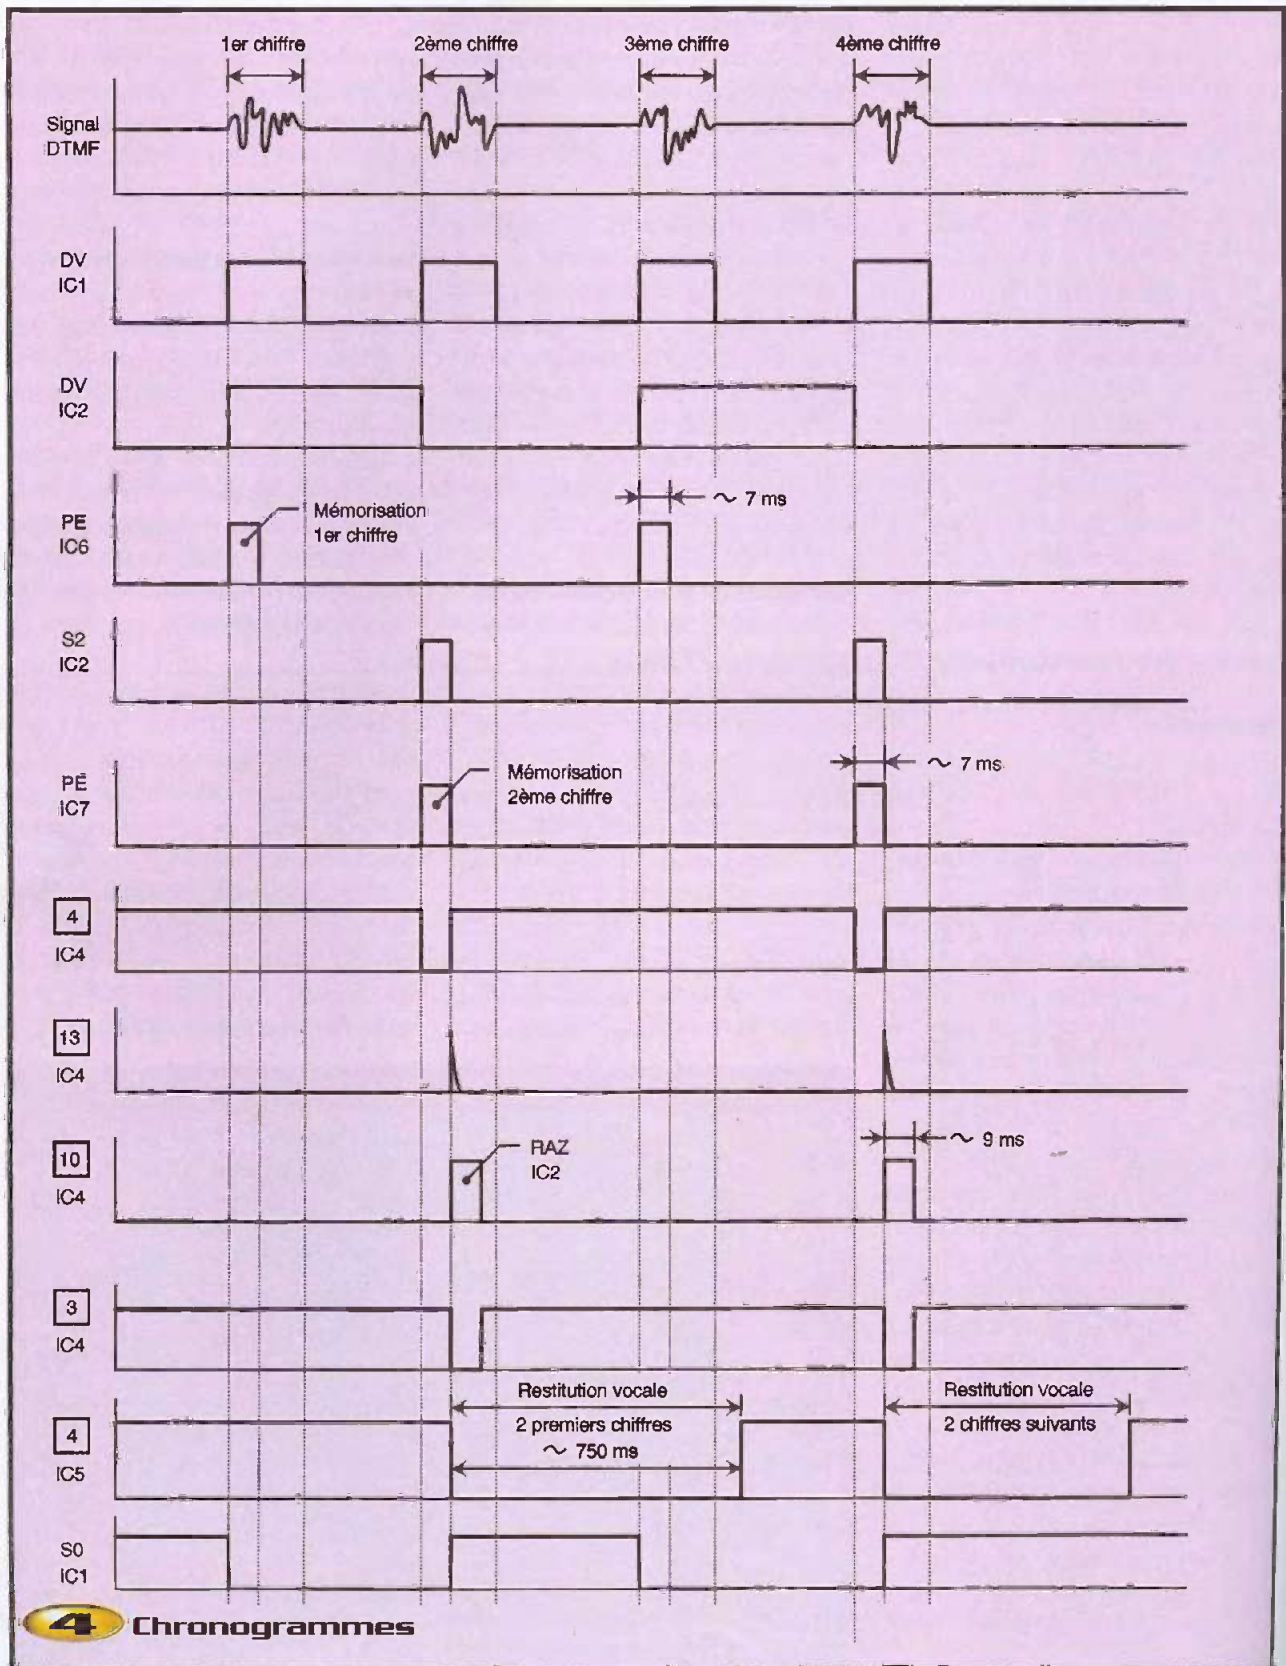 1er chiffre 2ème chiffre 3ème chiffre 4ème chiffre
Signal
DTMF
DV
IC1
DV
IC2
PE
IC6
Mémorisation
1er chiffre
~ 7 ms
S2
IC2
PE
IC7
Mémorisation
2ème chiffre
~ 7 ms
4
IC4
13
IC4
10
IC4
RAZ
IC2
~ 9 ms
3
IC4
4
IC5
Restitution vocale
2 premiers chiffres
~ 750 ms
Restitution vocale
2 chiffres suivants
S0
IC1
4 Chronogrammes